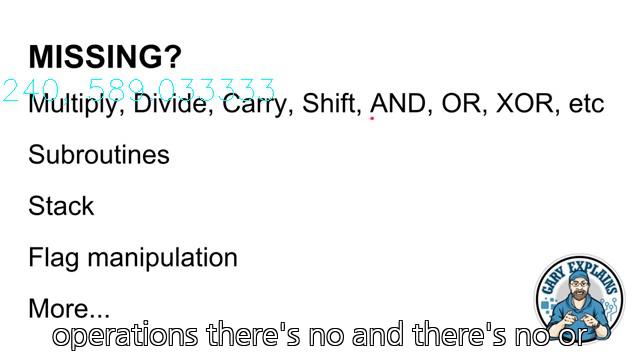 MISSING?
240, 589.033333
Multiply, Divide, Carry, Shift, AND, OR, XOR, etc
Subroutines
Stack
Flag manipulation
GARY EXPLAINS
More...
operations there's no and there's no or